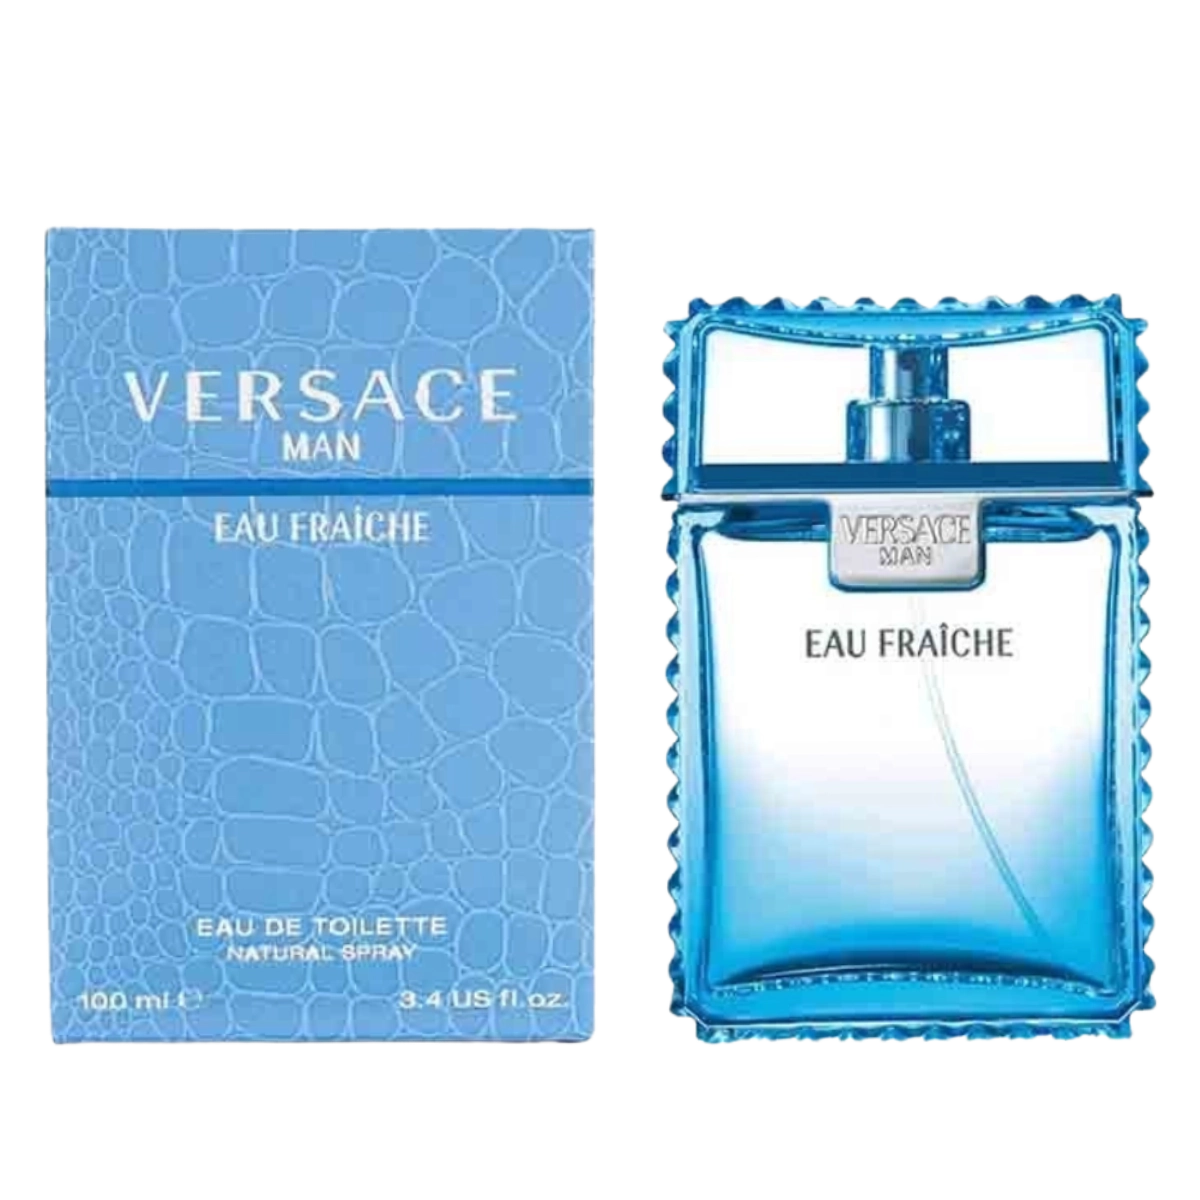 VERSACE
MAN
EAU FRAÎCHE
EAU DE TOILETTE
NATURAL SPRAY
100 ml ℮ 3.4 US fl.oz.
VERSACE
MAN
EAU FRAÎCHE